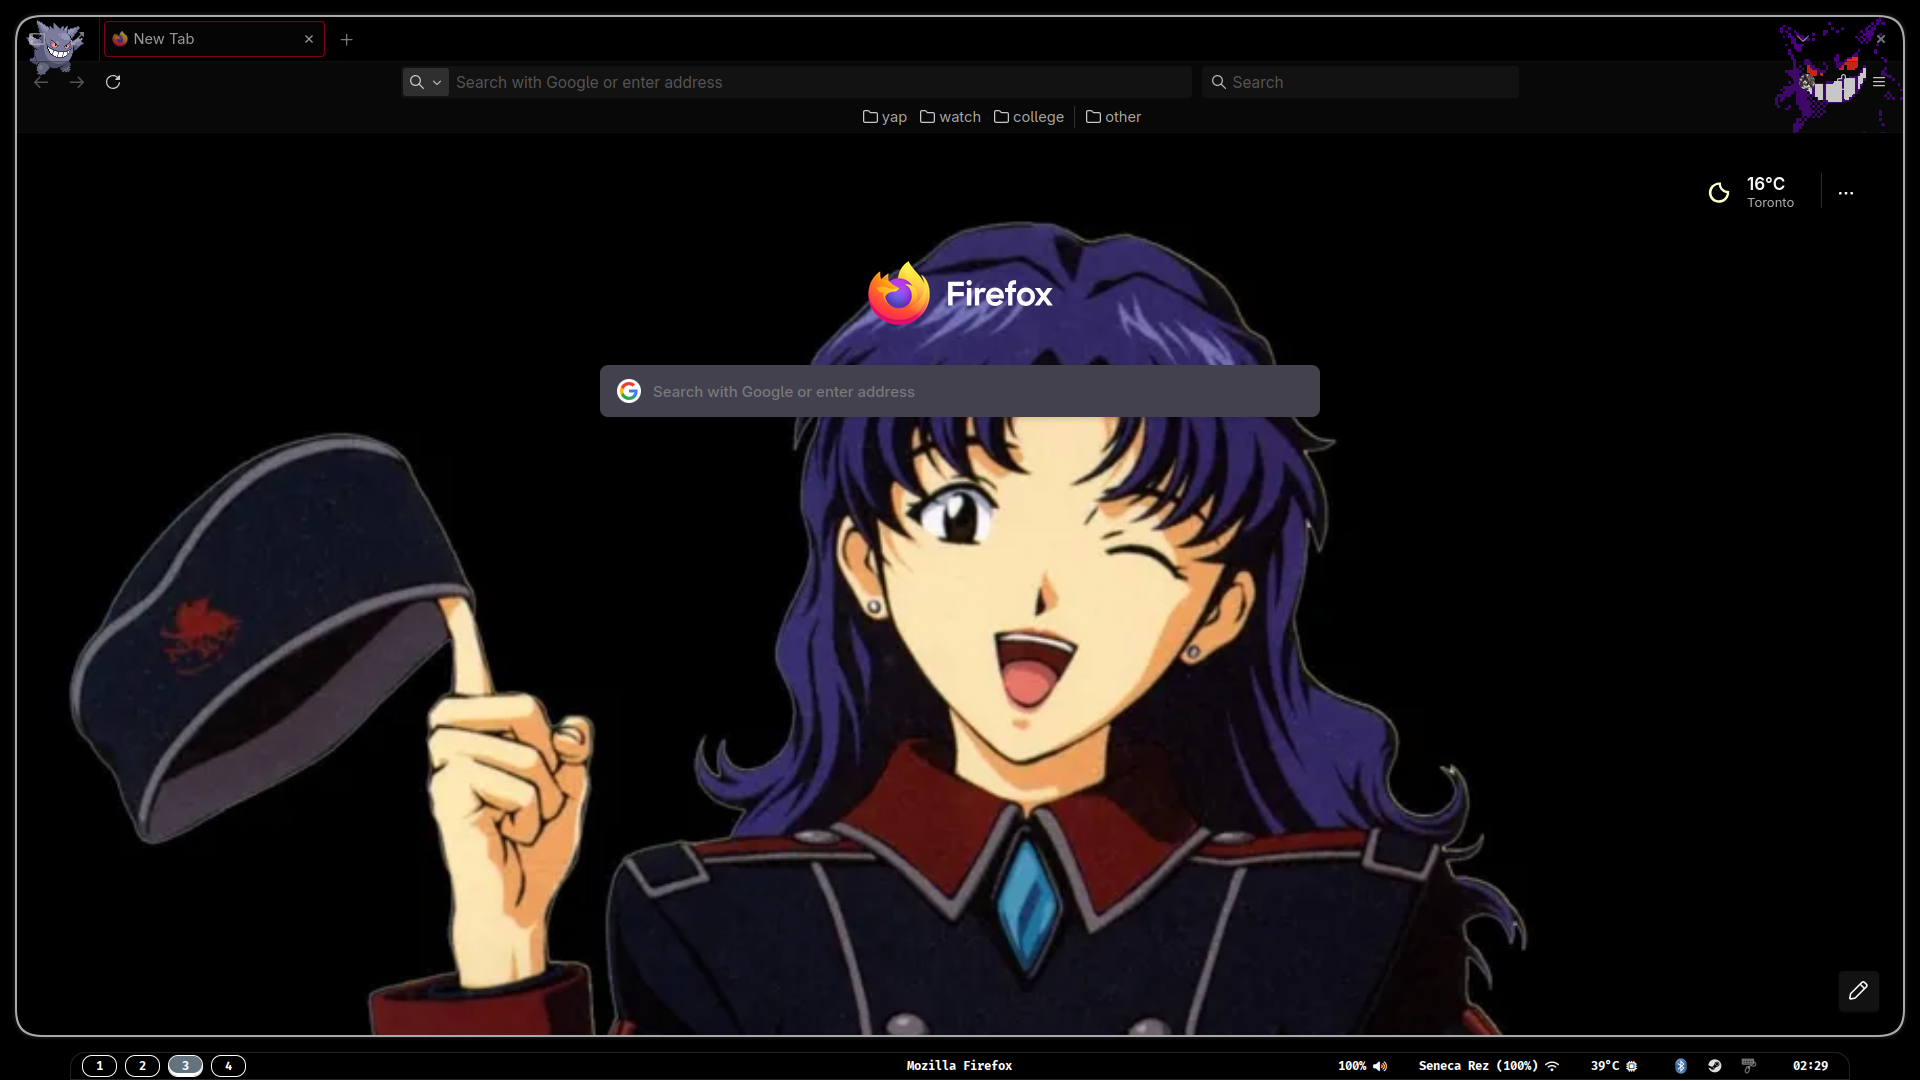 New Tab
Search with Google or enter address
Search
yap
watch
college
other
16°C
Toronto
Firefox
Search with Google or enter address
1
2
3
4
Mozilla Firefox
100%
Seneca Rez (100%)
39°C
02:29